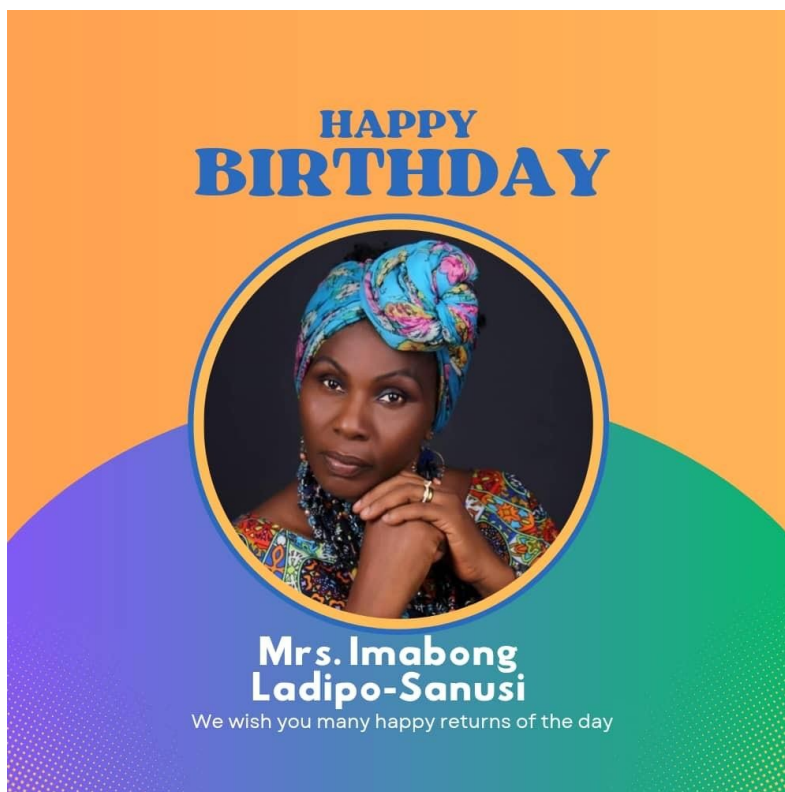 HAPPY
BIRTHDAY
Mrs. Imabong
Ladipo-Sanusi
We wish you many happy returns of the day